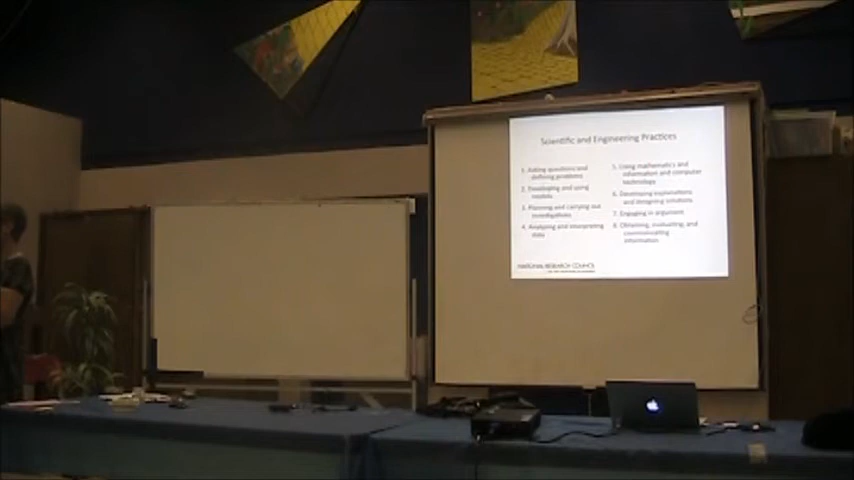 Scientific and Engineering Practices
1. Asking questions and
defining problems
2. Developing and using
models
3. Planning and carrying out
investigations
4. Analyzing and interpreting
data
5. Using mathematics and
information and computer
technology
6. Developing explanations
and designing solutions
7. Engaging in argument
8. Obtaining, evaluating, and
communicating
information
NATIONAL RESEARCH COUNCIL